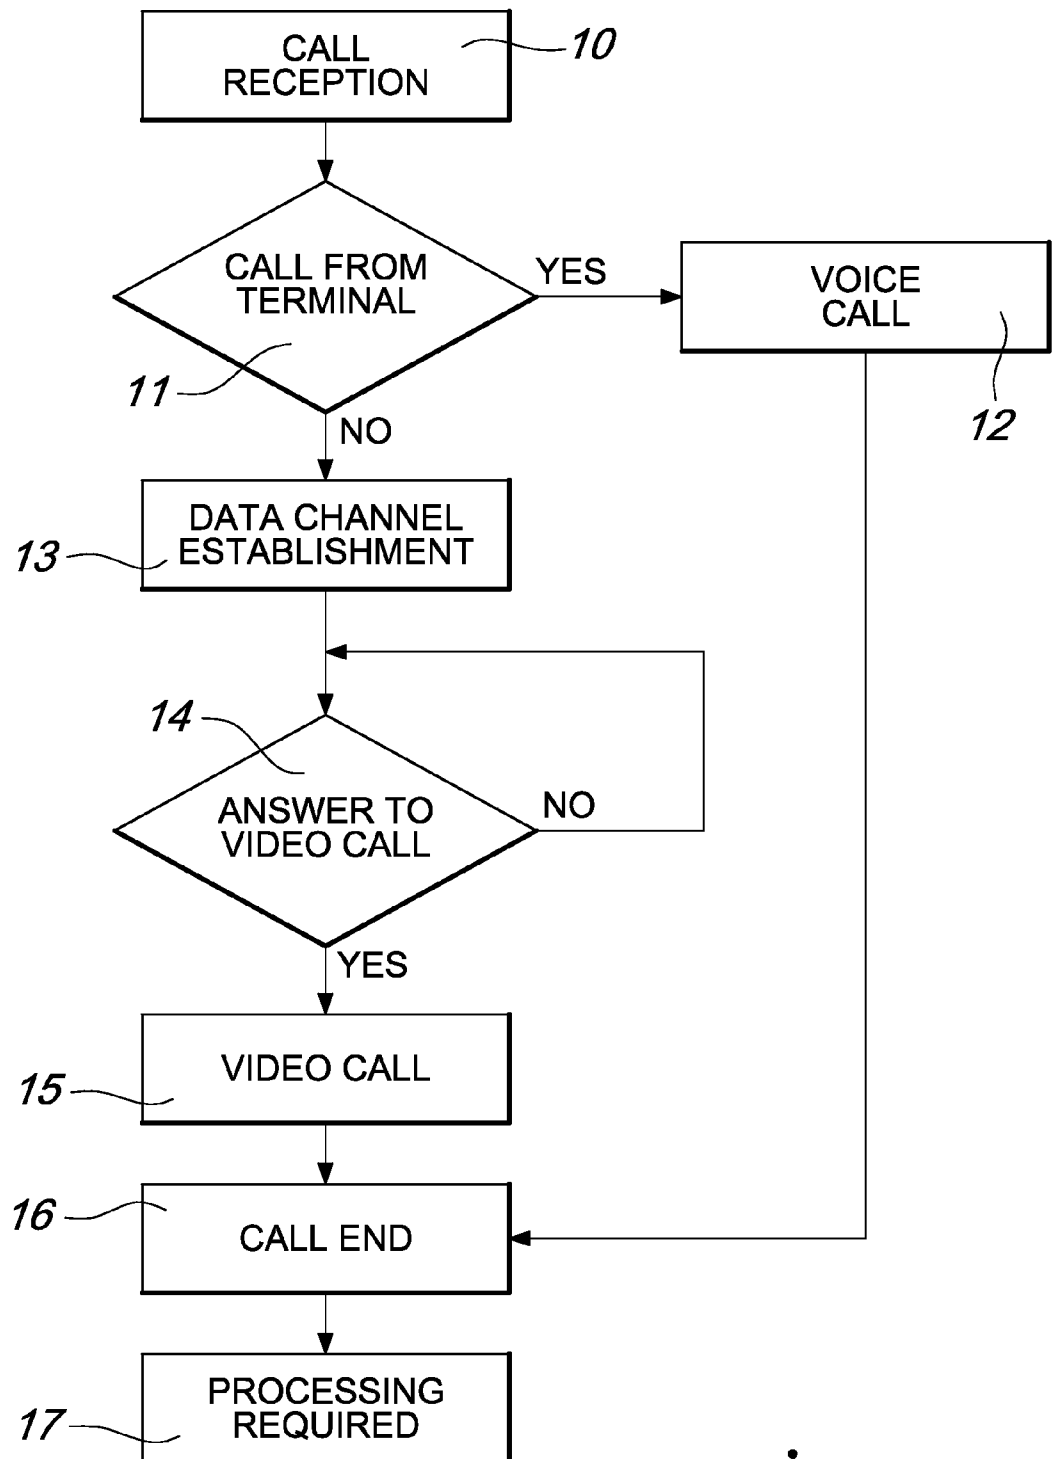 CALL
RECEPTION
10
CALL FROM
TERMINAL
YES
VOICE
CALL
11
12
NO
DATA CHANNEL
ESTABLISHMENT
13
14
ANSWER TO
VIDEO CALL
NO
YES
VIDEO CALL
15
16
CALL END
PROCESSING
REQUIRED
17